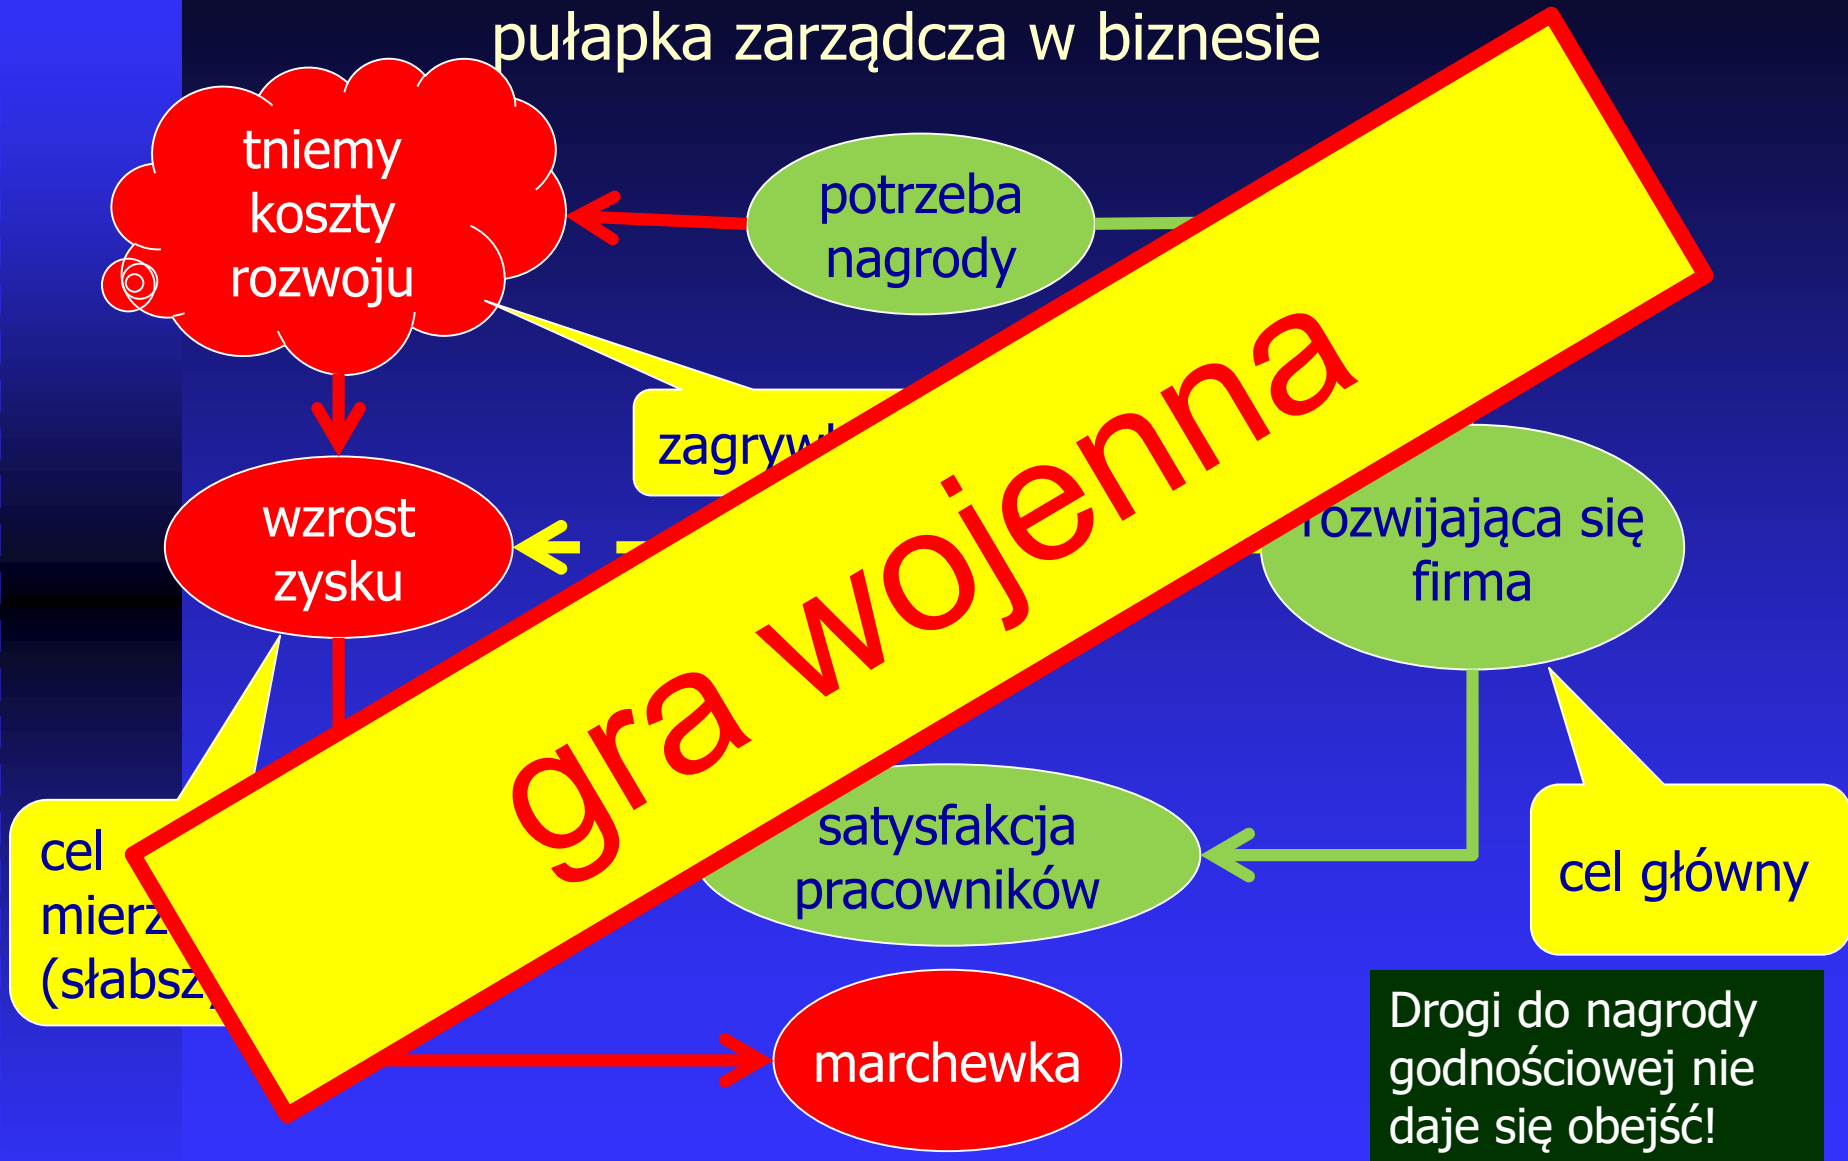 pułapka zarządcza w biznesie
tniemy
koszty
rozwoju
potrzeba
nagrody
wzrost
zysku
rozwijająca się
firma
gra wojenna
cel
satysfakcja
pracowników
cel główny
marchewka
Drogi do nagrody
godnościowej nie
daje się obejść!